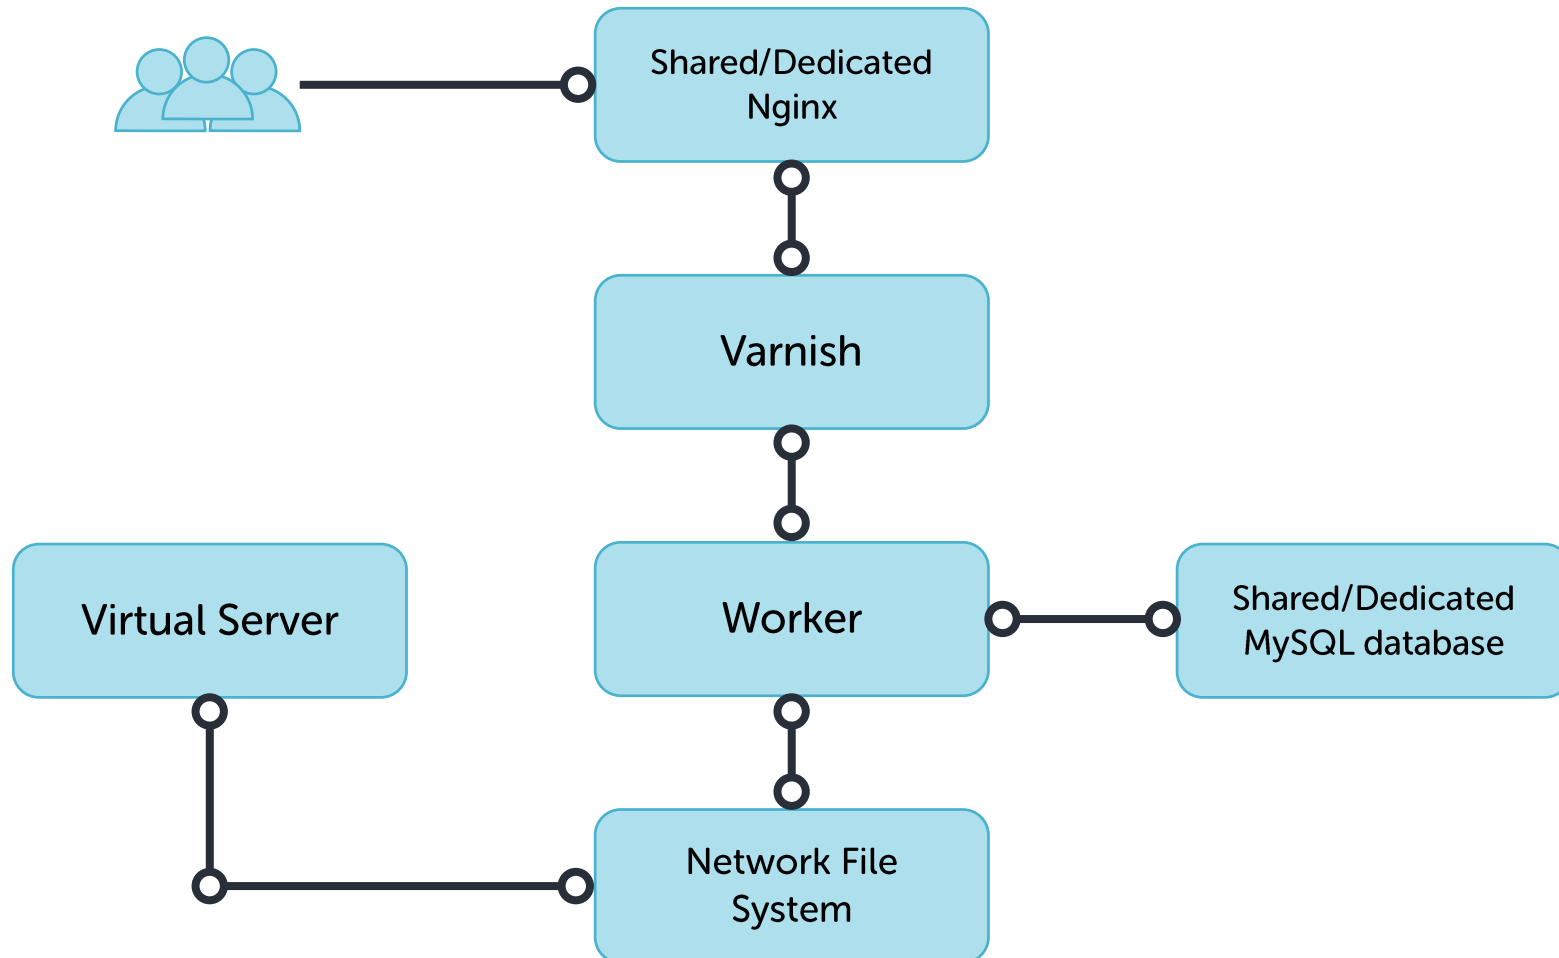 Shared/Dedicated
Nginx
Varnish
Virtual Server
Worker
Shared/Dedicated
MySQL database
Network File
System